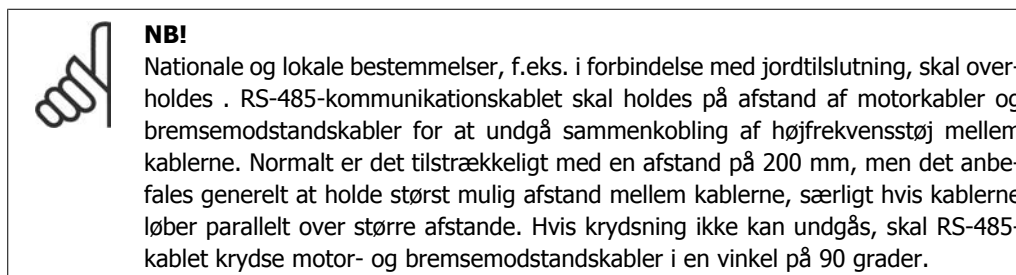 NB!
Nationale og lokale bestemmelser, f.eks. i forbindelse med jordtilslutning, skal over-
holdes . RS-485-kommunikationskablet skal holdes på afstand af motorkabler og
bremsemodstandskabler for at undgå sammenkobling af højfrekvensstøj mellem
kablerne. Normalt er det tilstrækkeligt med en afstand på 200 mm, men det anbe-
fales generelt at holde størst mulig afstand mellem kablerne, særligt hvis kablerne
løber parallelt over større afstande. Hvis krydsning ikke kan undgås, skal RS-485-
kablet krydse motor- og bremsemodstandskabler i en vinkel på 90 grader.